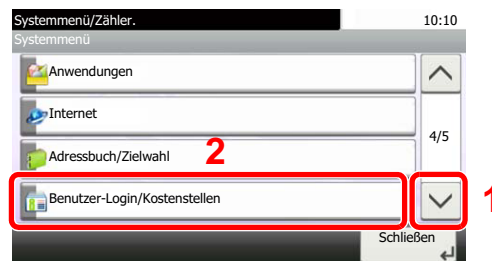 Systemmenü/Zähler. 10:10
Systemmenü
Anwendungen
Internet
4/5
2
Adressbuch/Zielwahl
Benutzer-Login/Kostenstellen
1
Schließen